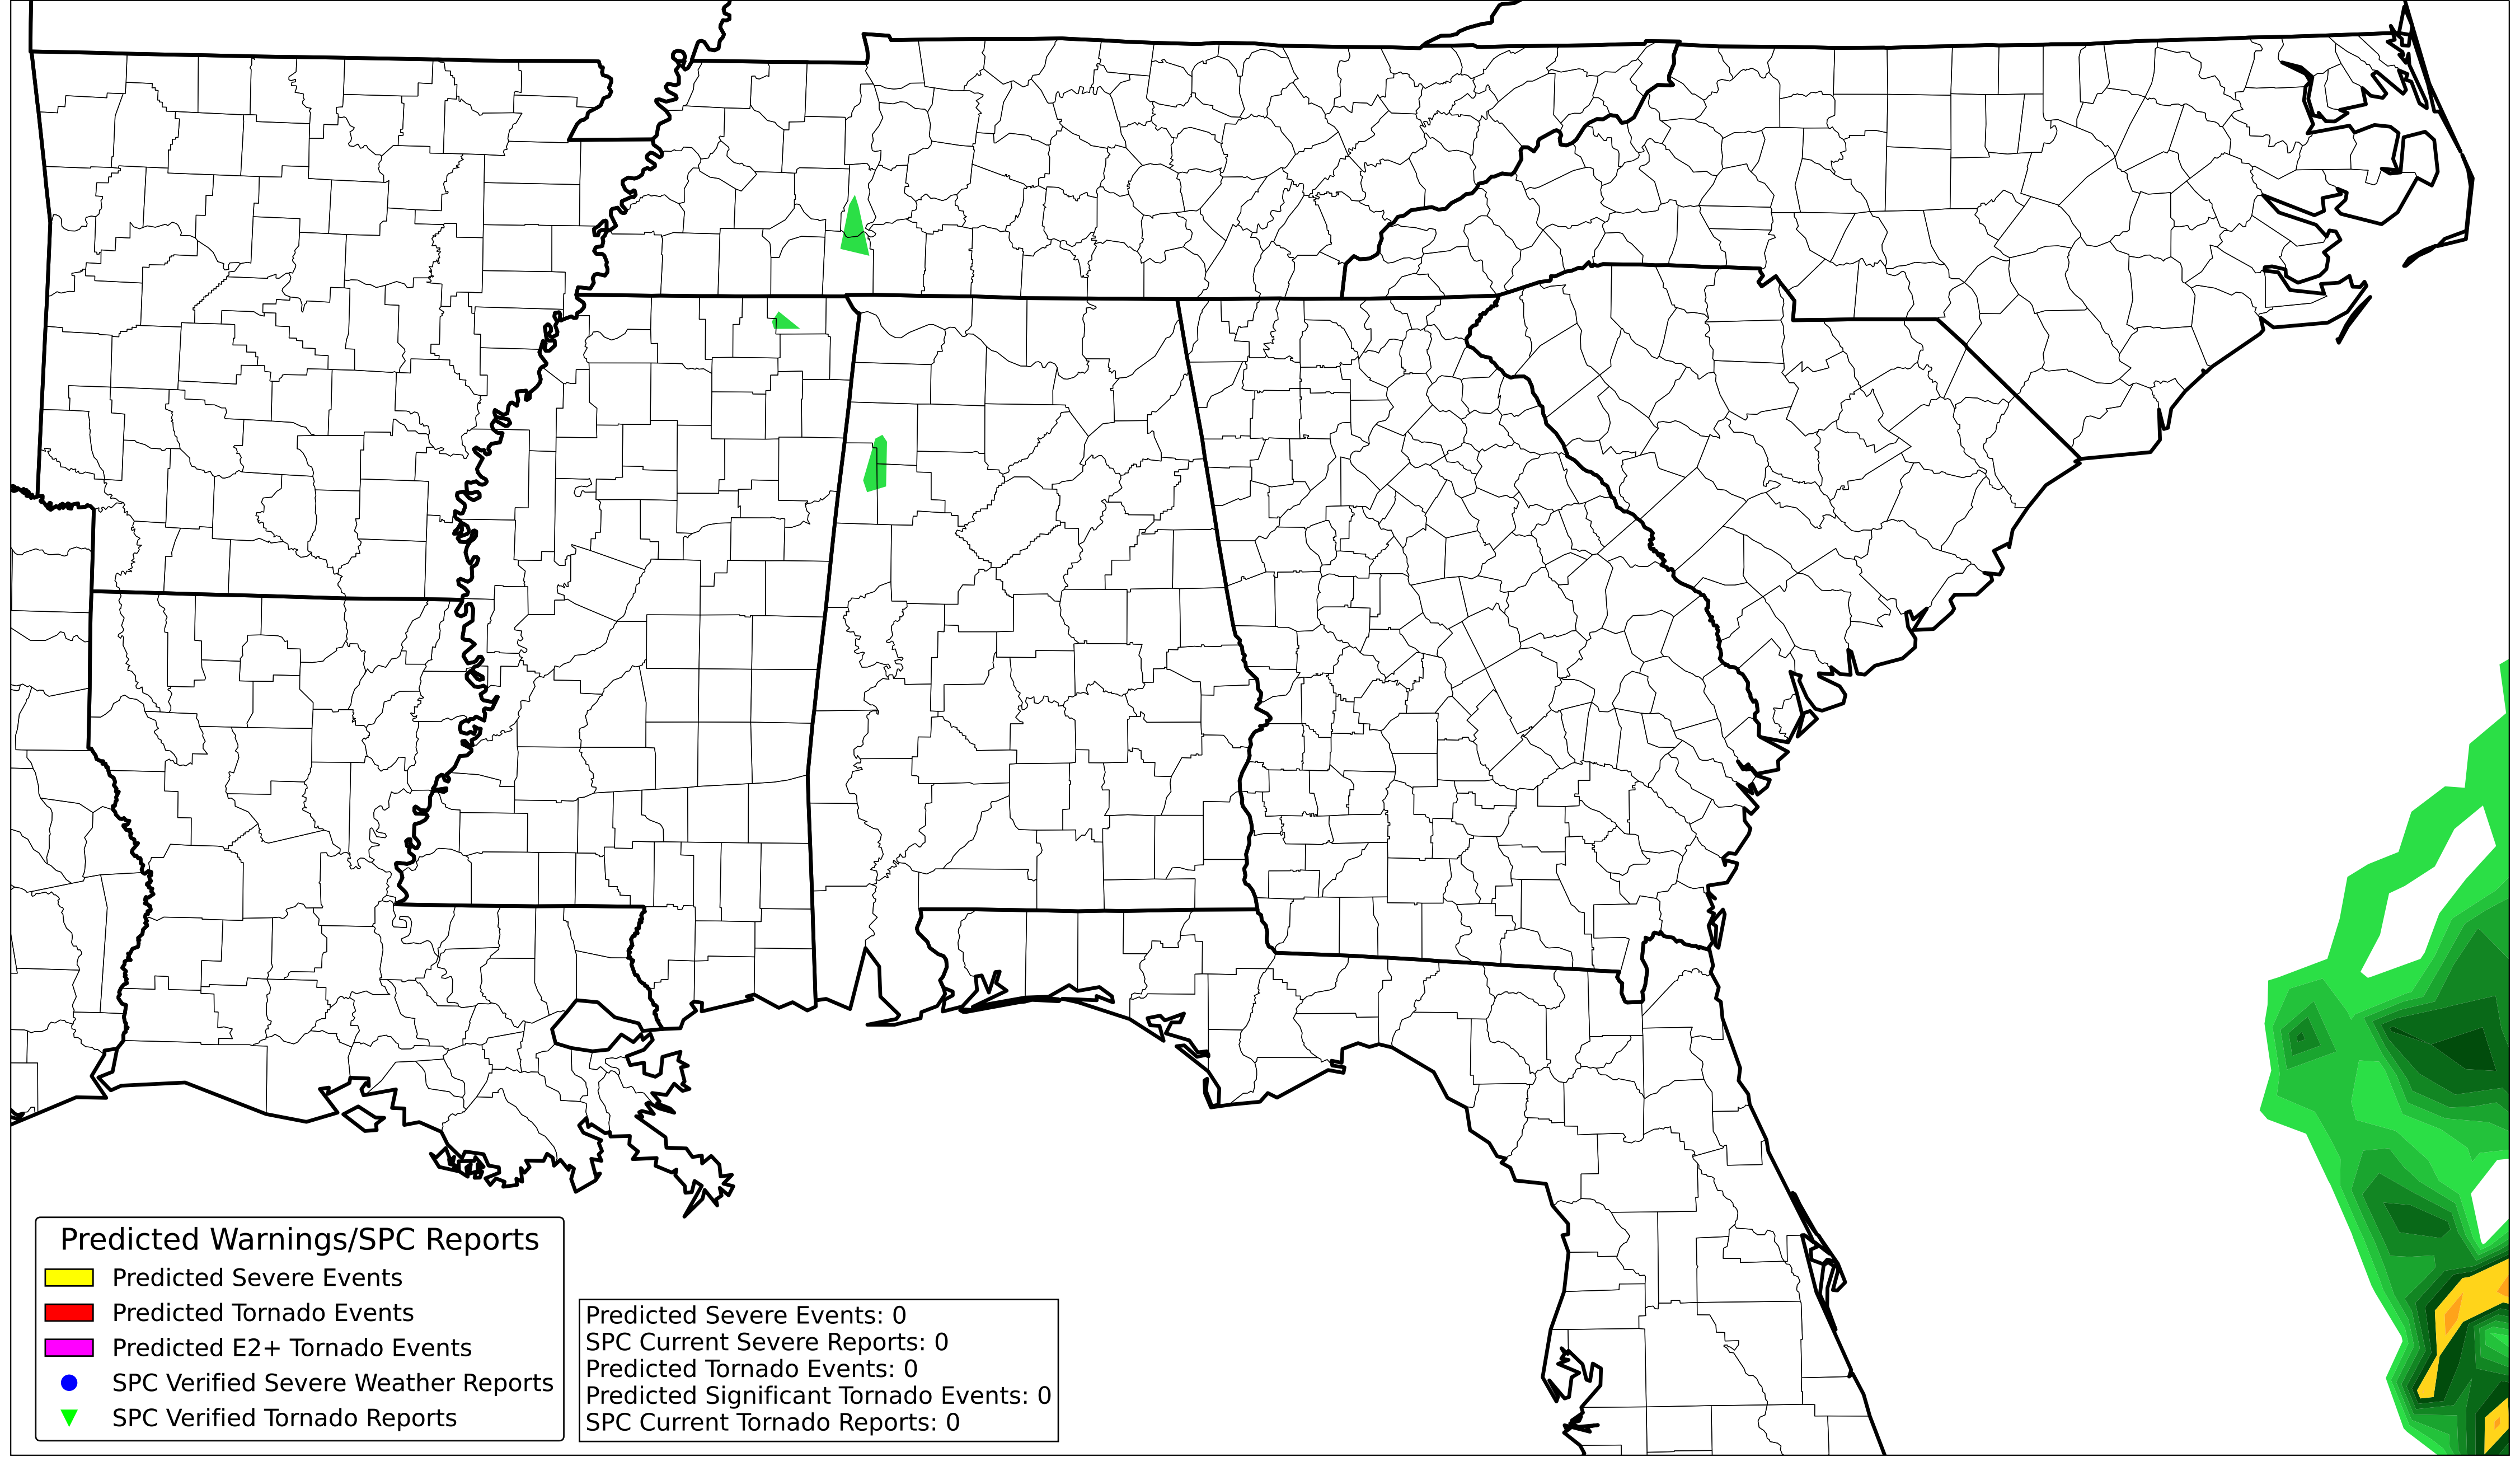 Predicted Warnings/SPC Reports
Predicted Severe Events
Predicted Tornado Events
Predicted E2+ Tornado Events
SPC Verified Severe Weather Reports
SPC Verified Tornado Reports
Predicted Severe Events: 0
SPC Current Severe Reports: 0
Predicted Tornado Events: 0
Predicted Significant Tornado Events: 0
SPC Current Tornado Reports: 0